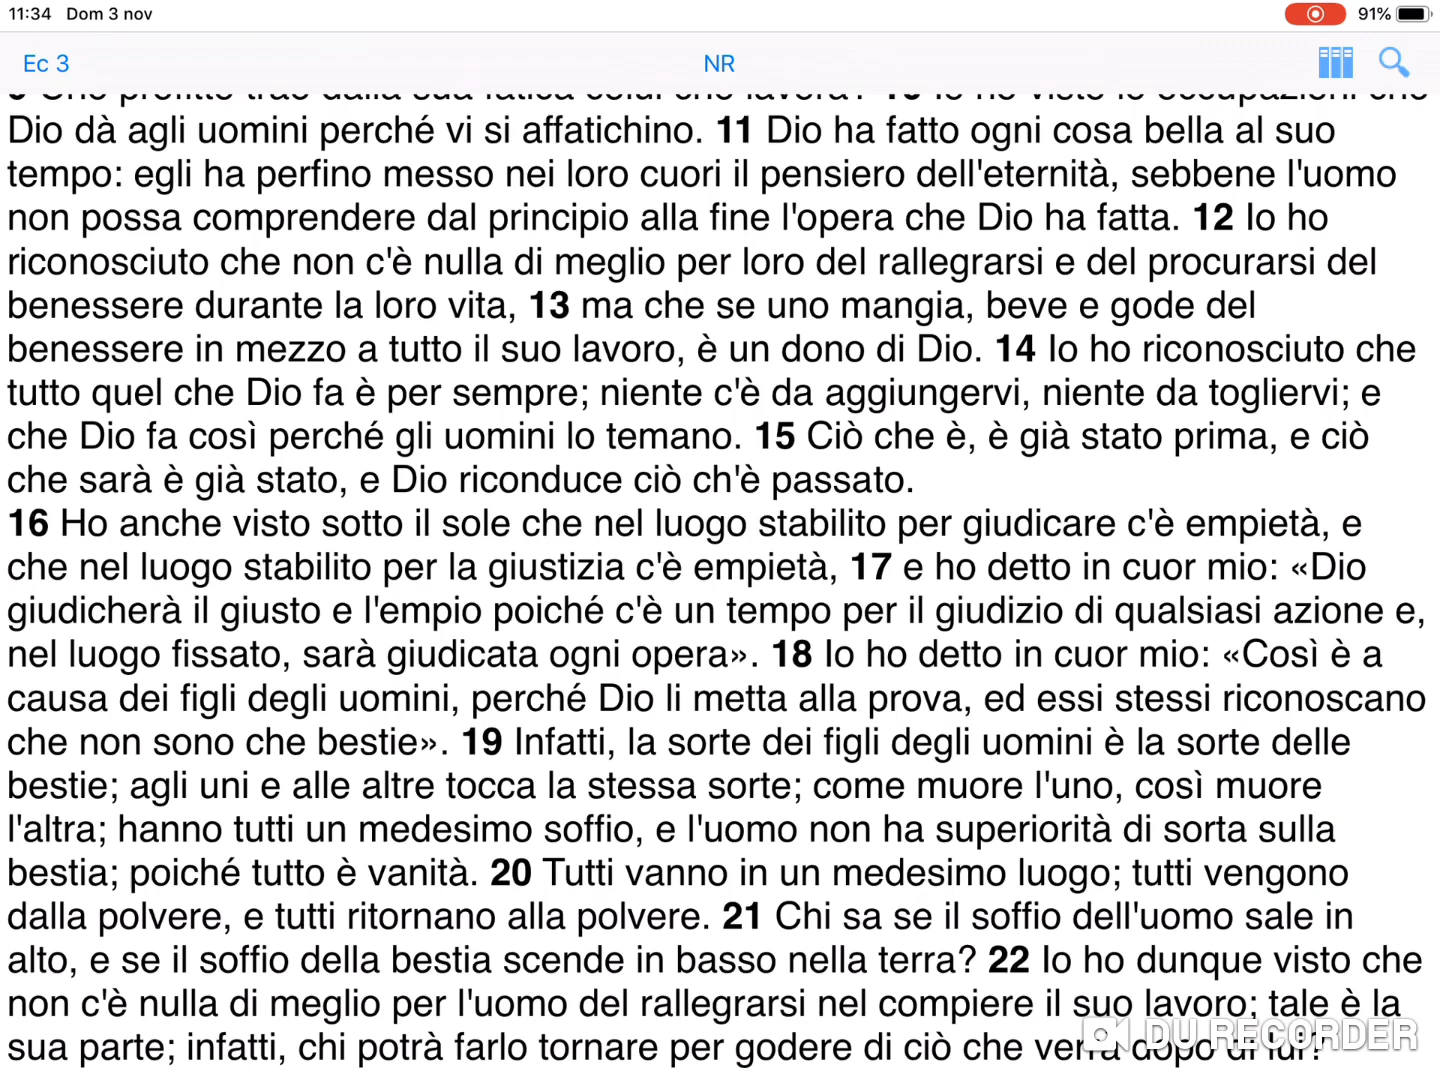 11:34 Dom 3 nov 91%
Ec 3 NR
Dio dà agli uomini perché vi si affatichino. 11 Dio ha fatto ogni cosa bella al suo
tempo: egli ha perfino messo nei loro cuori il pensiero dell'eternità, sebbene l'uomo
non possa comprendere dal principio alla fine l'opera che Dio ha fatta. 12 Io ho
riconosciuto che non c'è nulla di meglio per loro del rallegrarsi e del procurarsi del
benessere durante la loro vita, 13 ma che se uno mangia, beve e gode del
benessere in mezzo a tutto il suo lavoro, è un dono di Dio. 14 Io ho riconosciuto che
tutto quel che Dio fa è per sempre; niente c'è da aggiungervi, niente da togliervi; e
che Dio fa così perché gli uomini lo temano. 15 Ciò che è, è già stato prima, e ciò
che sarà è già stato, e Dio riconduce ciò ch'è passato.
16 Ho anche visto sotto il sole che nel luogo stabilito per giudicare c'è empietà, e
che nel luogo stabilito per la giustizia c'è empietà, 17 e ho detto in cuor mio: «Dio
giudicherà il giusto e l'empio poiché c'è un tempo per il giudizio di qualsiasi azione e,
nel luogo fissato, sarà giudicata ogni opera». 18 Io ho detto in cuor mio: «Così è a
causa dei figli degli uomini, perché Dio li metta alla prova, ed essi stessi riconoscano
che non sono che bestie». 19 Infatti, la sorte dei figli degli uomini è la sorte delle
bestie; agli uni e alle altre tocca la stessa sorte; come muore l'uno, così muore
l'altra; hanno tutti un medesimo soffio, e l'uomo non ha superiorità di sorta sulla
bestia; poiché tutto è vanità. 20 Tutti vanno in un medesimo luogo; tutti vengono
dalla polvere, e tutti ritornano alla polvere. 21 Chi sa se il soffio dell'uomo sale in
alto, e se il soffio della bestia scende in basso nella terra? 22 Io ho dunque visto che
non c'è nulla di meglio per l'uomo del rallegrarsi nel compiere il suo lavoro; tale è la
sua parte; infatti, chi potrà farlo tornare per godere di ciò che verrà dopo di lui?
DU RECORDER